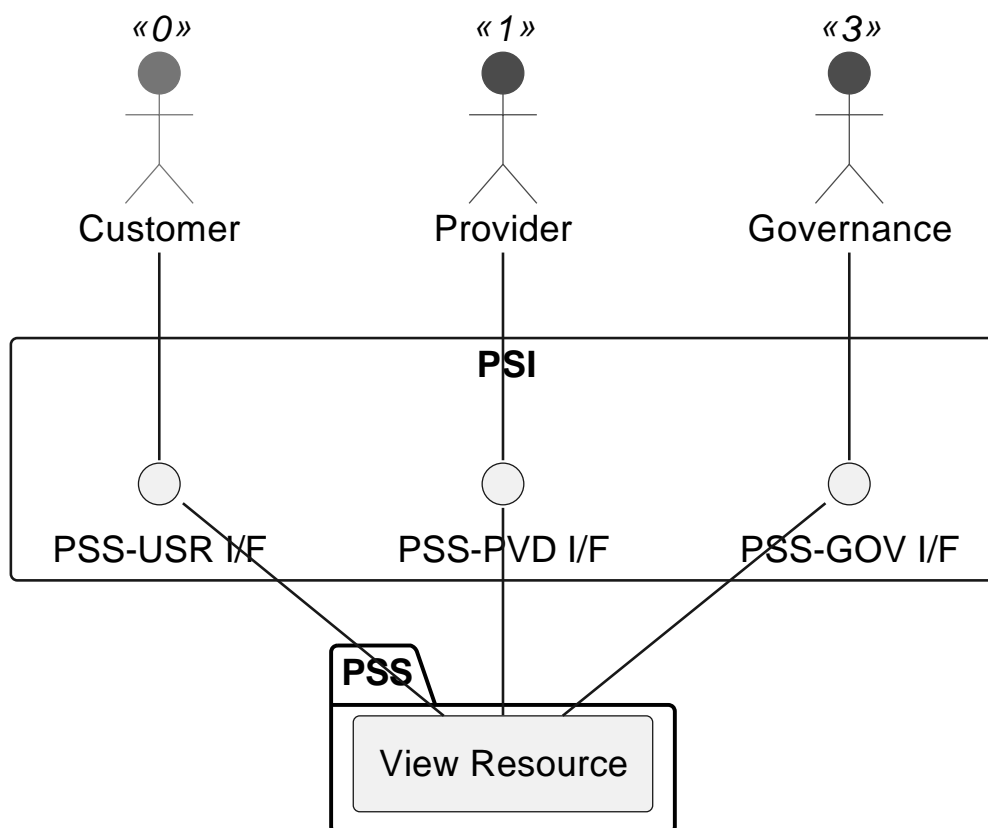 «0» «1» «3»
Customer Provider Governance
PSI
PSS-USR I/F PSS-PVD I/F PSS-GOV I/F
PSS
View Resource